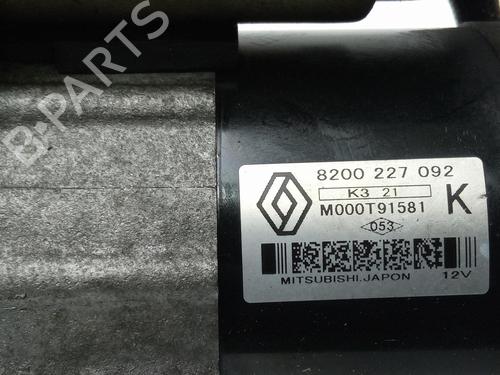 B-PARTS
8200 227 092
K3 21
M000T91581
K
053
MITSUBISHI.JAPON 12V